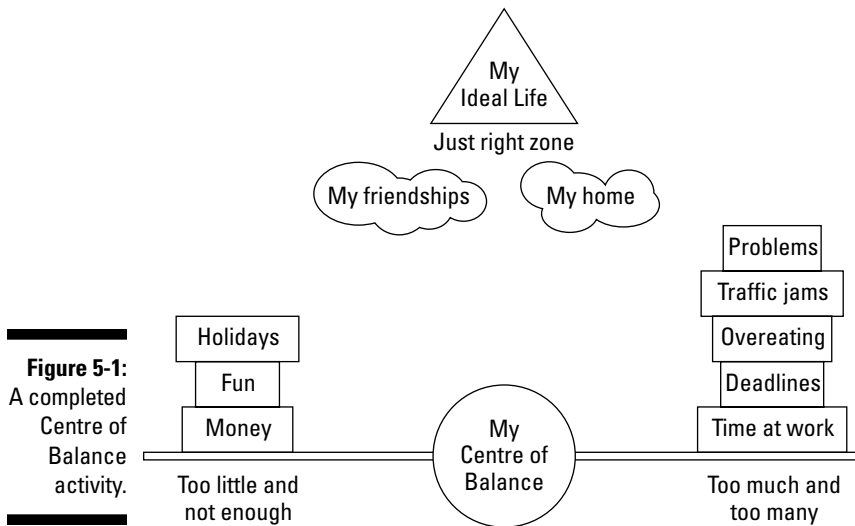 My
Ideal Life
Just right zone
My friendships
My home
Problems
Traffic jams
Overeating
Deadlines
Time at work
Holidays
Fun
Money
My
Centre of
Balance
Too little and
not enough
Too much and
too many
Figure 5-1:
A completed
Centre of
Balance
activity.